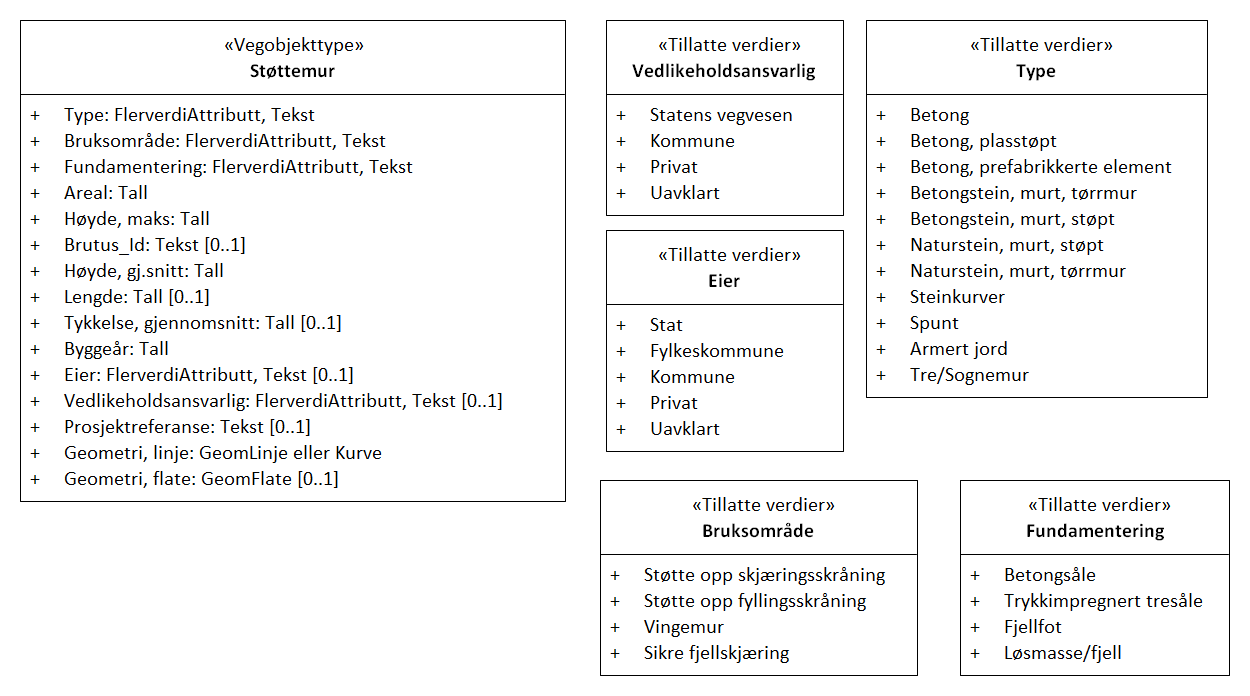 «Vegobjekttype»
Støttemur
+ Type: FlerverdiAttributt, Tekst
+ Bruksområde: FlerverdiAttributt, Tekst
+ Fundamentering: FlerverdiAttributt, Tekst
+ Areal: Tall
+ Høyde, maks: Tall
+ Brutus_Id: Tekst [0..1]
+ Høyde, gj.snitt: Tall
+ Lengde: Tall [0..1]
+ Tykkelse, gjennomsnitt: Tall [0..1]
+ Byggeår: Tall
+ Eier: FlerverdiAttributt, Tekst [0..1]
+ Vedlikeholdsansvarlig: FlerverdiAttributt, Tekst [0..1]
+ Prosjektreferanse: Tekst [0..1]
+ Geometri, linje: GeomLinje eller Kurve
+ Geometri, flate: GeomFlate [0..1]
«Tillatte verdier»
Vedlikeholdsansvarlig
+ Statens vegvesen
+ Kommune
+ Privat
+ Uavklart
«Tillatte verdier»
Eier
+ Stat
+ Fylkeskommune
+ Kommune
+ Privat
+ Uavklart
«Tillatte verdier»
Type
+ Betong
+ Betong, plasstøpt
+ Betong, prefabrikkerte element
+ Betongstein, murt, tørrmur
+ Betongstein, murt, støpt
+ Naturstein, murt, støpt
+ Naturstein, murt, tørrmur
+ Steinkurver
+ Spunt
+ Armert jord
+ Tre/Sognemur
«Tillatte verdier»
Bruksområde
+ Støtte opp skjæringsskråning
+ Støtte opp fyllingsskråning
+ Vingemur
+ Sikre fjellskjæring
«Tillatte verdier»
Fundamentering
+ Betongsåle
+ Trykkimpregnert tresåle
+ Fjellfot
+ Løsmasse/fjell